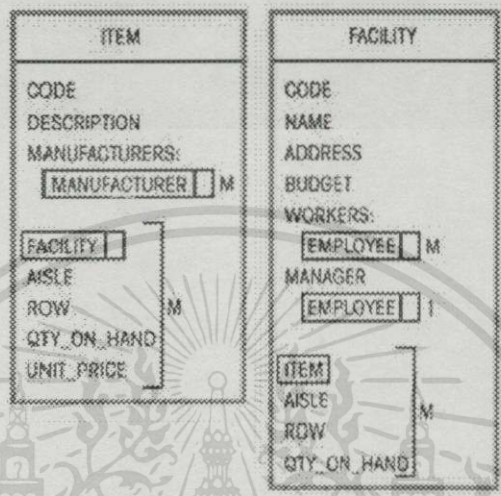 ITEM
CODE
DESCRIPTION
MANUFACTURERS:
MANUFACTURER M
FACILITY
AISLE
ROW
QTY_ON_HAND
UNIT_PRICE
M
FACILITY
CODE
NAME
ADDRESS
BUDGET
WORKERS:
EMPLOYEE M
MANAGER
EMPLOYEE 1
ITEM
AISLE
ROW
QTY_ON_HAND
M